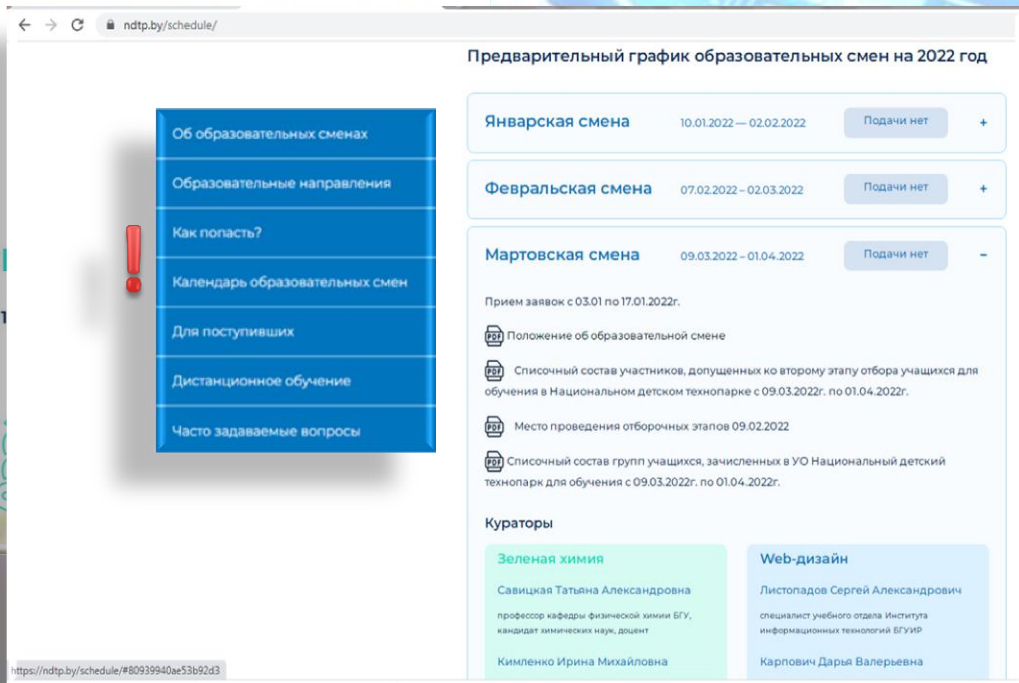 ndtp.by/schedule/
Предварительный график образовательных смен на 2022 год
Об образовательных сменах
Образовательные направления
Как попасть?
Календарь образовательных смен
Для поступивших
Дистанционное обучение
Часто задаваемые вопросы
Январская смена 10.01.2022 — 02.02.2022 Подачи нет +
Февральская смена 07.02.2022 – 02.03.2022 Подачи нет +
Мартовская смена 09.03.2022 – 01.04.2022 Подачи нет –
Прием заявок с 03.01 по 17.01.2022г.
PDF Положение об образовательной смене
PDF Списочный состав участников, допущенных ко второму этапу отбора учащихся для
обучения в Национальном детском технопарке с 09.03.2022г. по 01.04.2022г.
PDF Место проведения отборочных этапов 09.02.2022
PDF Списочный состав групп учащихся, зачисленных в УО Национальный детский
технопарк для обучения с 09.03.2022г. по 01.04.2022г.
Кураторы
Зеленая химия
Савицкая Татьяна Александровна
профессор кафедры физической химии БГУ,
кандидат химических наук, доцент
Кимленко Ирина Михайловна
Web-дизайн
Листопадов Сергей Александрович
специалист учебного отдела Института
информационных технологий БГУИР
Карпович Дарья Валерьевна
https://ndtp.by/schedule/#80939940ae53b92d3